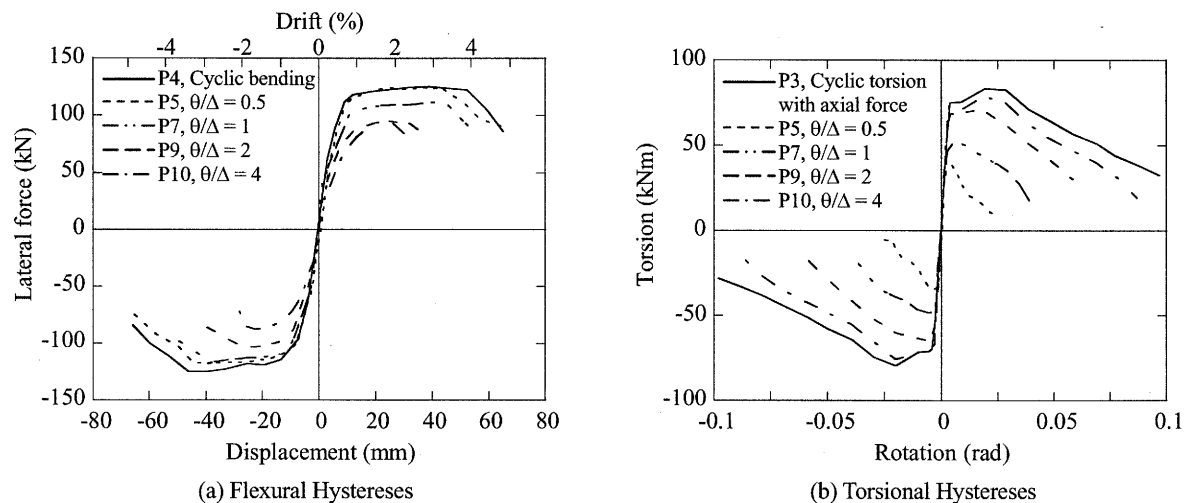 Drift (%)
-4 -2 0 2 4
150
100
50
0
-50
-100
-150
Lateral force (kN)
P4, Cyclic bending
P5, θ/Δ = 0.5
P7, θ/Δ = 1
P9, θ/Δ = 2
P10, θ/Δ = 4
-80 -60 -40 -20 0 20 40 60 80
Displacement (mm)
(a) Flexural Hystereses
100
50
0
-50
-100
Torsion (kNm)
P3, Cyclic torsion
with axial force
P5, θ/Δ = 0.5
P7, θ/Δ = 1
P9, θ/Δ = 2
P10, θ/Δ = 4
-0.1 -0.05 0 0.05 0.1
Rotation (rad)
(b) Torsional Hystereses